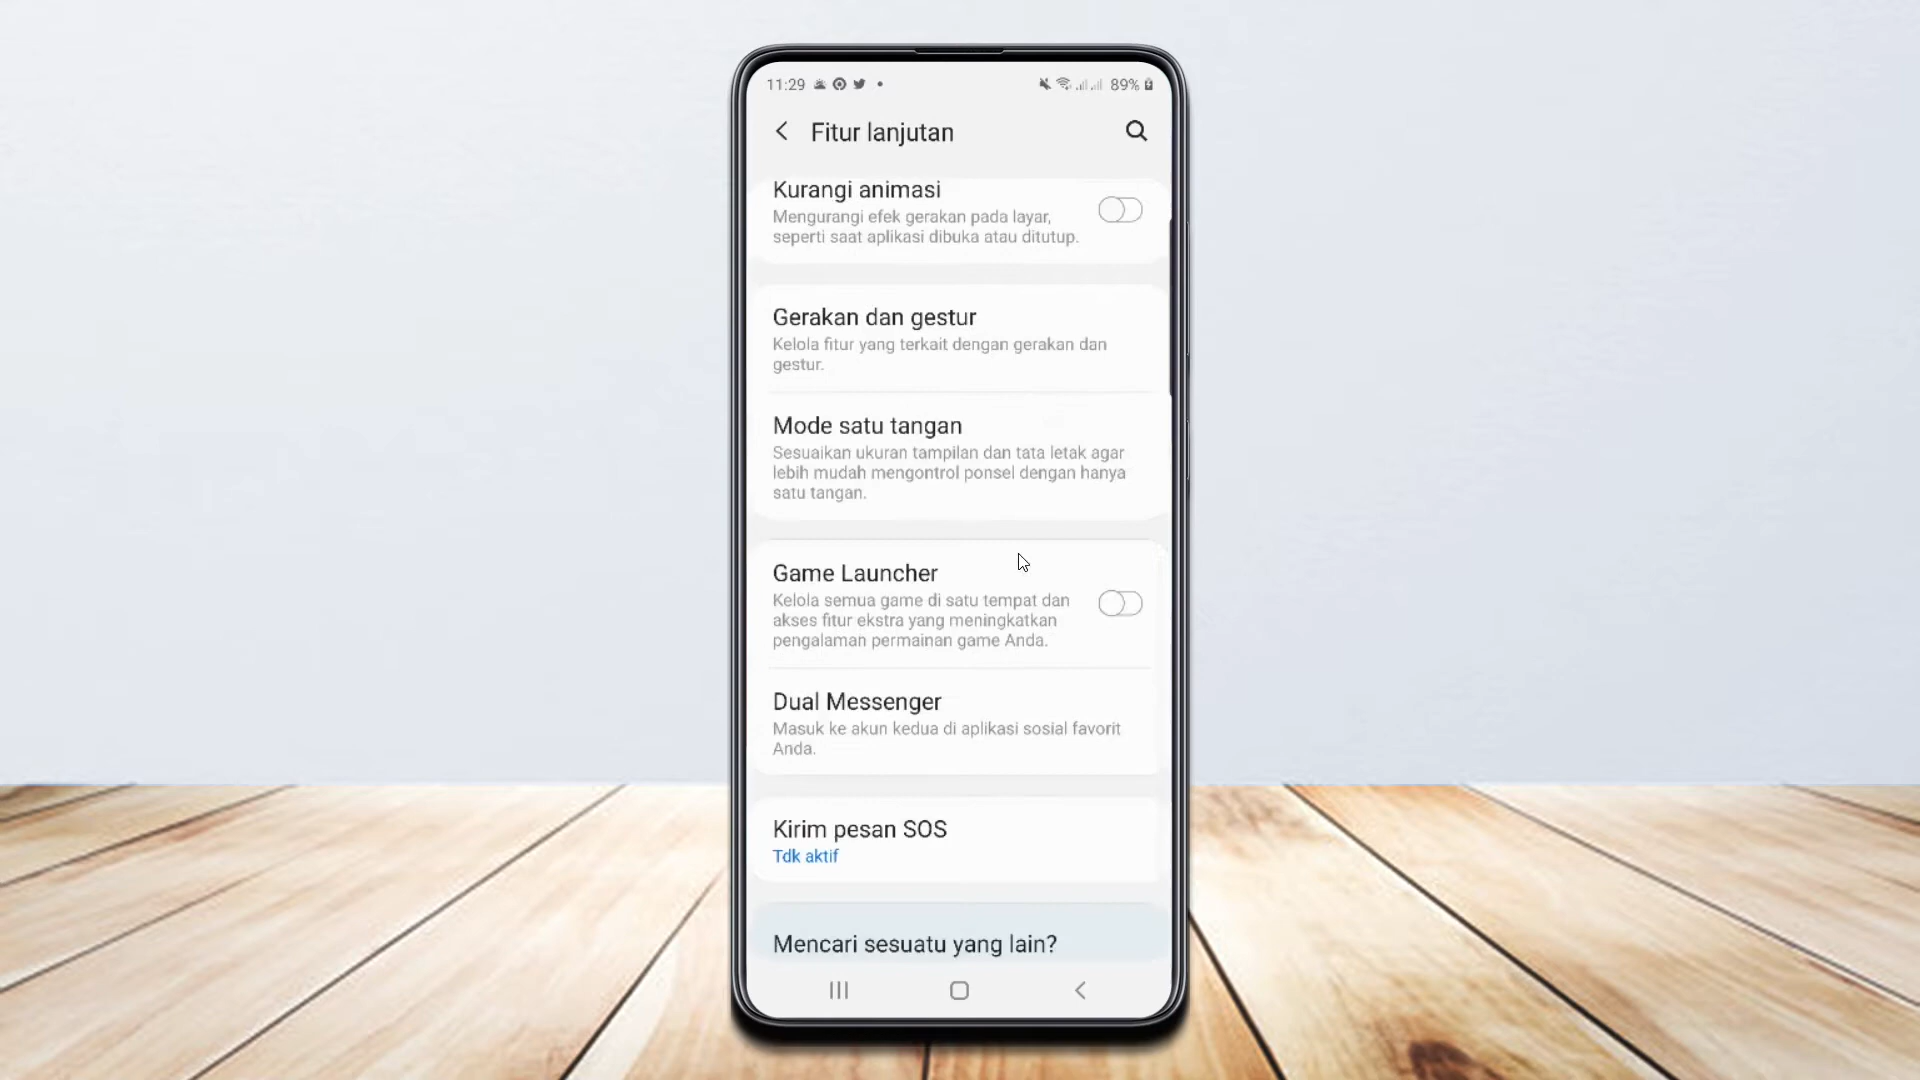 11:29
89%
Fitur lanjutan
Kurangi animasi
Mengurangi efek gerakan pada layar,
seperti saat aplikasi dibuka atau ditutup.
Gerakan dan gestur
Kelola fitur yang terkait dengan gerakan dan
gestur.
Mode satu tangan
Sesuaikan ukuran tampilan dan tata letak agar
lebih mudah mengontrol ponsel dengan hanya
satu tangan.
Game Launcher
Kelola semua game di satu tempat dan
akses fitur ekstra yang meningkatkan
pengalaman permainan game Anda.
Dual Messenger
Masuk ke akun kedua di aplikasi sosial favorit
Anda.
Kirim pesan SOS
Tdk aktif
Mencari sesuatu yang lain?